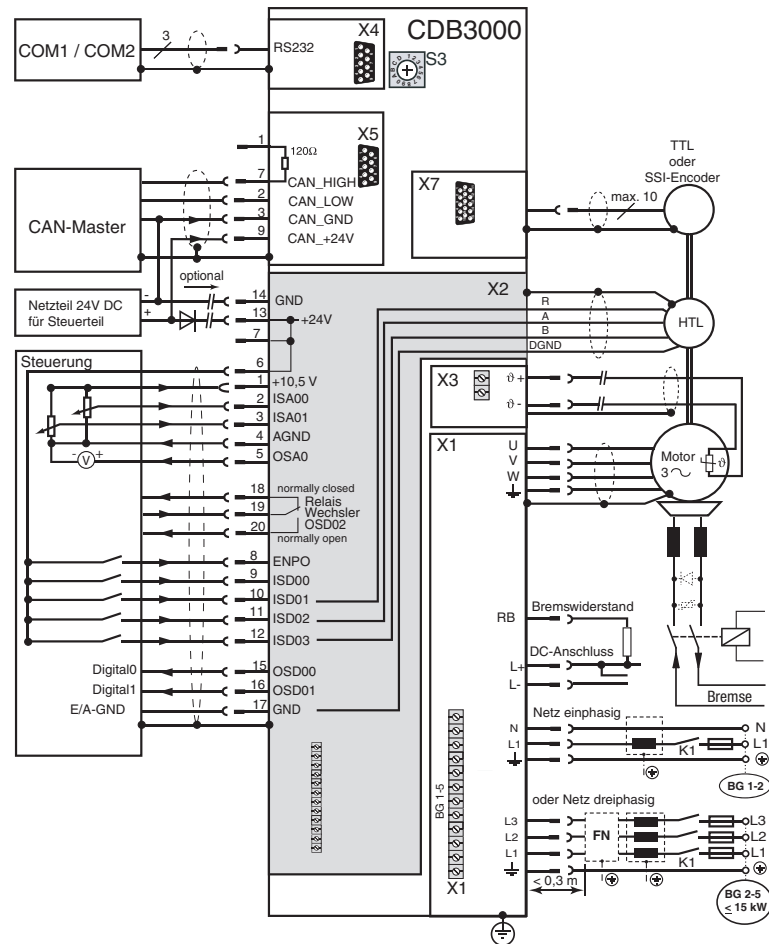 CDB3000
COM1 / COM2
3
RS232
X4
S3
X5
1
120Ω
7
CAN_HIGH
2
CAN_LOW
3
CAN_GND
9
CAN_+24V
CAN-Master
X7
TTL
oder
SSI-Encoder
max. 10
optional
Netzteil 24V DC
für Steuerteil
-
+
14
GND
13
+24V
7
X2
R
A
B
DGND
HTL
Steuerung
6
1
+10,5 V
2
ISA00
3
ISA01
4
AGND
5
OSA0
- V +
X3
ϑ +
ϑ -
X1
U
V
W
Motor
3
ϑ
18
normally closed
Relais
19
Wechsler
OSD02
20
normally open
8
ENPO
9
ISD00
10
ISD01
11
ISD02
12
ISD03
Digital0
15
OSD00
Digital1
16
OSD01
E/A-GND
17
GND
RB
Bremswiderstand
DC-Anschluss
L+
L-
Bremse
Netz einphasig
N
N
L1
K1
L1
BG 1-2
BG 1-5
oder Netz dreiphasig
L3
L3
L2
FN
L2
L1
K1
L1
< 0,3 m
X1
BG 2-5
≤ 15 kW